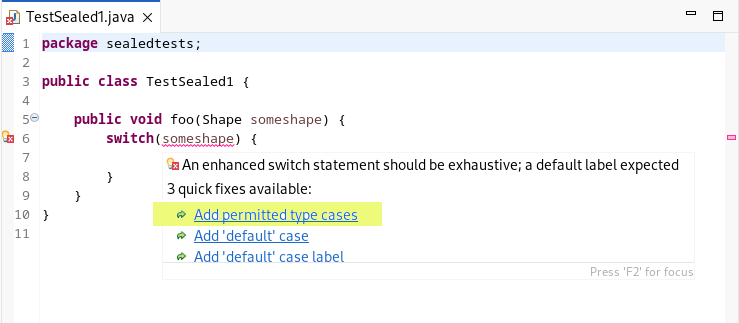 TestSealed1.java
1 package sealedtests;
2
3 public class TestSealed1 {
4
5 public void foo(Shape someshape) {
6 switch(someshape) {
7
8 }
9 }
10 }
11
An enhanced switch statement should be exhaustive; a default label expected
3 quick fixes available:
Add permitted type cases
Add 'default' case
Add 'default' case label
Press 'F2' for focus